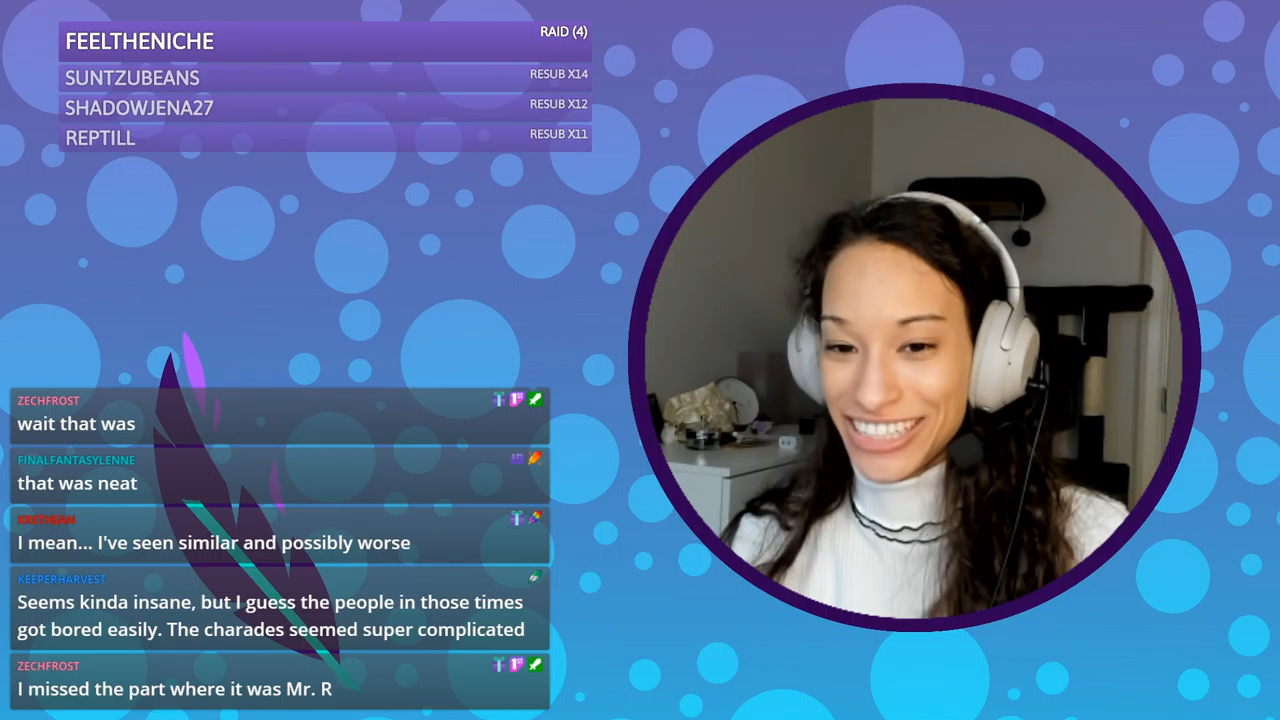 FEELTHENICHE
RAID (4)
SUNTZUBEANS
RESUB X14
SHADOWJENA27
RESUB X12
REPTILL
RESUB X11
ZECHFROST
wait that was
FINALFANTASYLENNE
that was neat
KRETHEAN
I mean... I've seen similar and possibly worse
KEEPERHARVEST
Seems kinda insane, but I guess the people in those times
got bored easily. The charades seemed super complicated
ZECHFROST
I missed the part where it was Mr. R